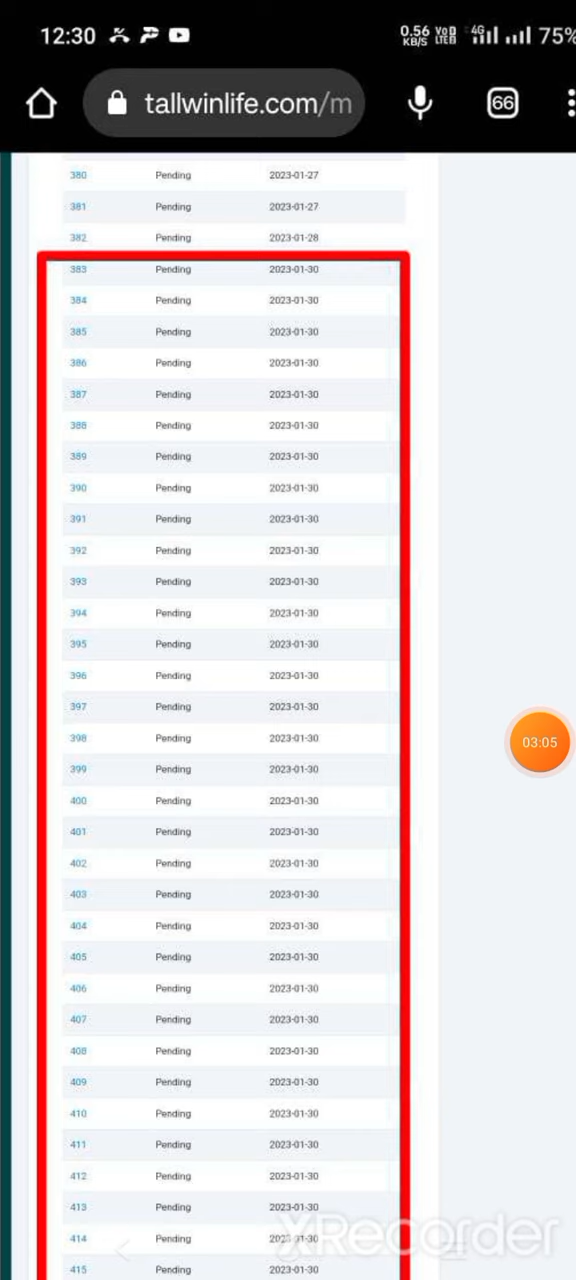 12:30 0.56 KB/S VoD LTE 4G 75%
tallwinlife.com/m 66
380 Pending 2023-01-27
381 Pending 2023-01-27
382 Pending 2023-01-28
383 Pending 2023-01-30
384 Pending 2023-01-30
385 Pending 2023-01-30
386 Pending 2023-01-30
387 Pending 2023-01-30
388 Pending 2023-01-30
389 Pending 2023-01-30
390 Pending 2023-01-30
391 Pending 2023-01-30
392 Pending 2023-01-30
393 Pending 2023-01-30
394 Pending 2023-01-30
395 Pending 2023-01-30
396 Pending 2023-01-30
397 Pending 2023-01-30
398 Pending 2023-01-30
03:05
399 Pending 2023-01-30
400 Pending 2023-01-30
401 Pending 2023-01-30
402 Pending 2023-01-30
403 Pending 2023-01-30
404 Pending 2023-01-30
405 Pending 2023-01-30
406 Pending 2023-01-30
407 Pending 2023-01-30
408 Pending 2023-01-30
409 Pending 2023-01-30
410 Pending 2023-01-30
411 Pending 2023-01-30
412 Pending 2023-01-30
413 Pending 2023-01-30
414 Pending 2023-01-30
XRecorder
415 Pending 2023-01-30